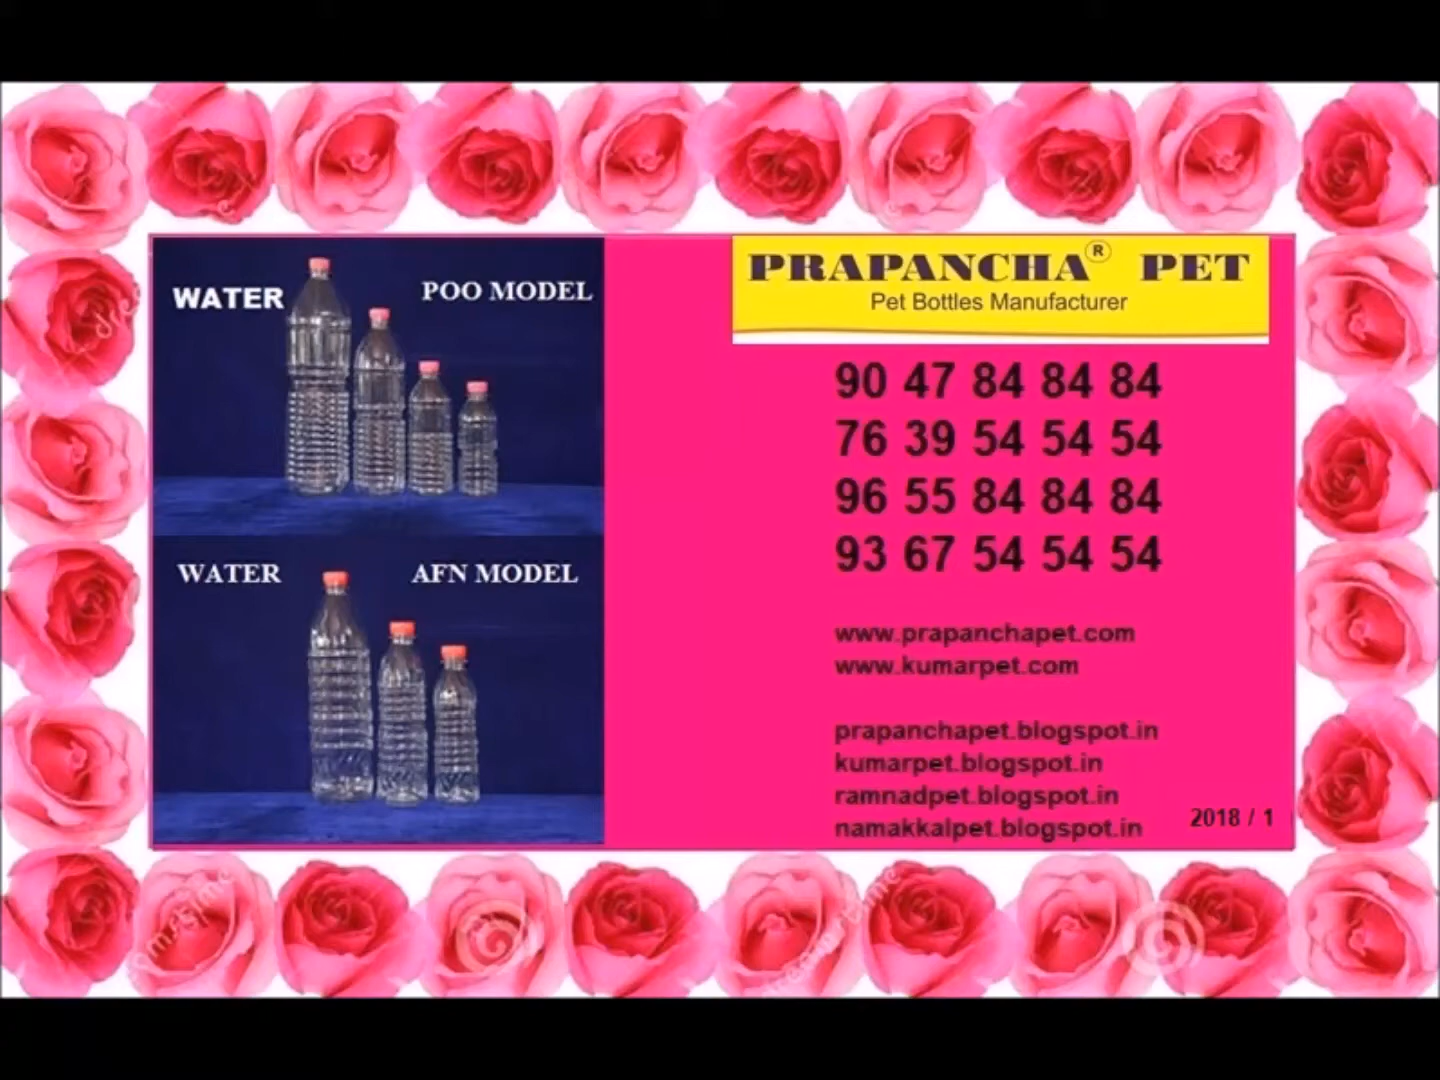 WATER POO MODEL
WATER AFN MODEL
PRAPANCHA® PET
Pet Bottles Manufacturer
90 47 84 84 84
76 39 54 54 54
96 55 84 84 84
93 67 54 54 54
www.prapanchapet.com
www.kumarpet.com
prapanchapet.blogspot.in
kumarpet.blogspot.in
ramnadpet.blogspot.in
namakkalpet.blogspot.in
2018 / 1